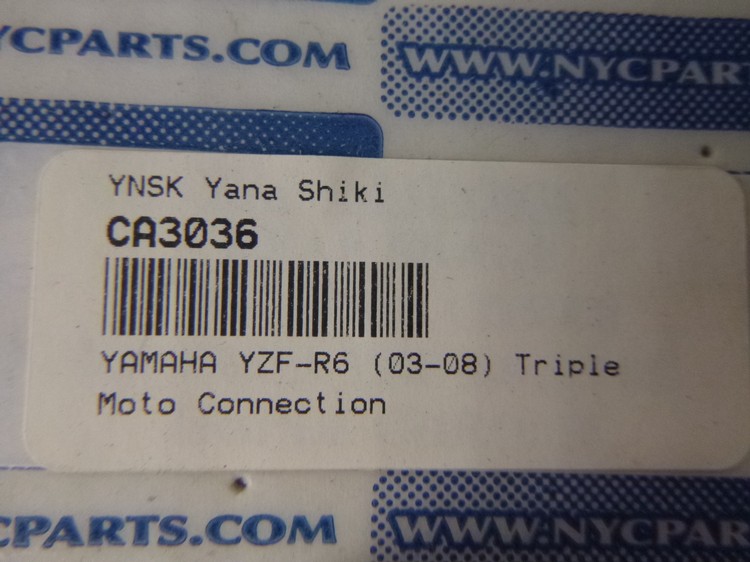 YCPARTS.COM
WWW.NYCPAR
YNSK Yana Shiki
CA3036
YAMAHA YZF-R6 (03-08) Triple
Moto Connection
CPARTS.COM
WWW.NYCPAR